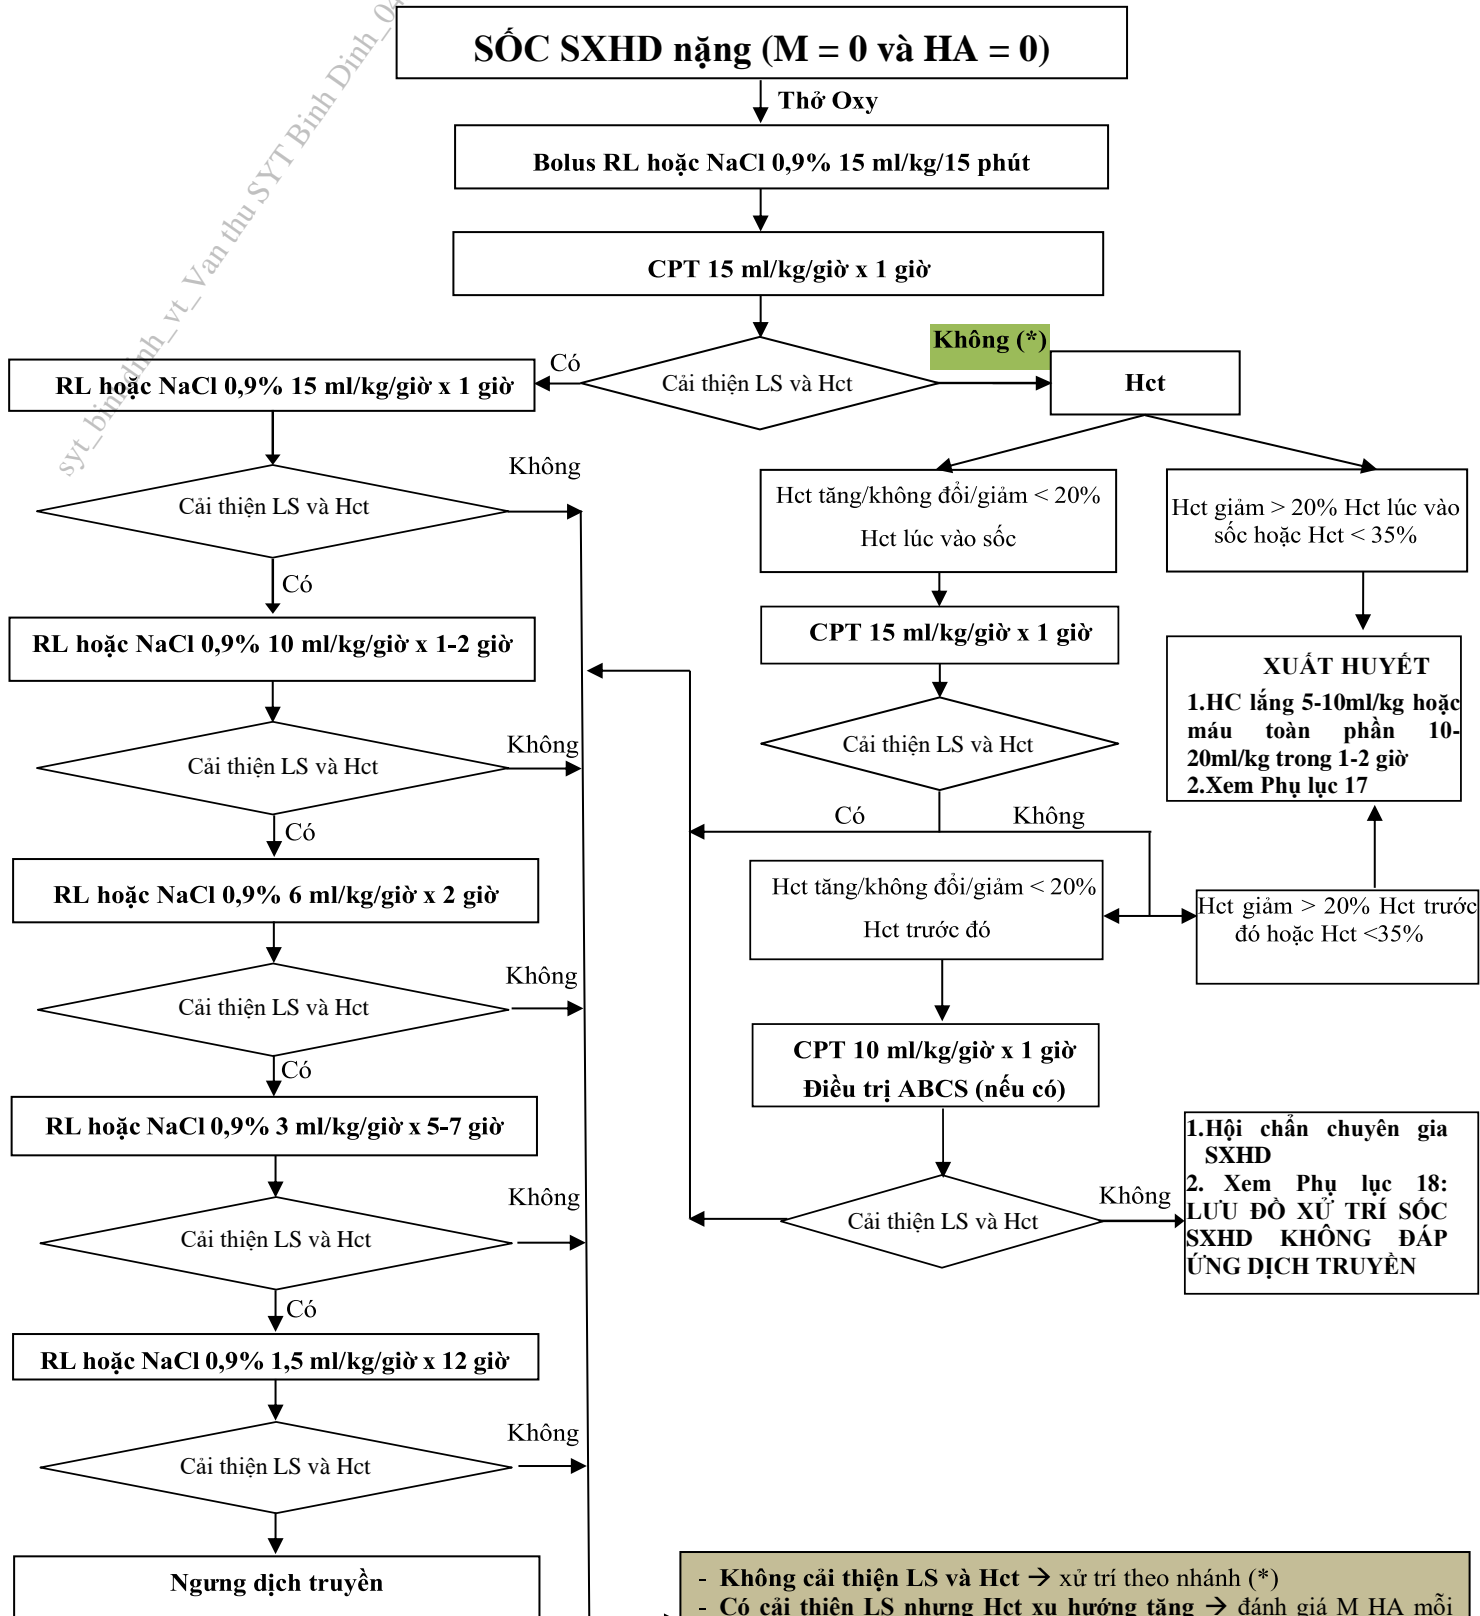 syt_binhdinh_vt_Van thu SYT Binh Dinh_04
SỐC SXHD nặng (M = 0 và HA = 0)
Thở Oxy
Bolus RL hoặc NaCl 0,9% 15 ml/kg/15 phút
CPT 15 ml/kg/giờ x 1 giờ
Cải thiện LS và Hct
Có
Không (*)
RL hoặc NaCl 0,9% 15 ml/kg/giờ x 1 giờ
Hct
Cải thiện LS và Hct
Không
Có
RL hoặc NaCl 0,9% 10 ml/kg/giờ x 1-2 giờ
Cải thiện LS và Hct
Không
Có
RL hoặc NaCl 0,9% 6 ml/kg/giờ x 2 giờ
Cải thiện LS và Hct
Không
Có
RL hoặc NaCl 0,9% 3 ml/kg/giờ x 5-7 giờ
Cải thiện LS và Hct
Không
Có
RL hoặc NaCl 0,9% 1,5 ml/kg/giờ x 12 giờ
Cải thiện LS và Hct
Không
Ngưng dịch truyền
Hct tăng/không đổi/giảm < 20%
Hct lúc vào sốc
CPT 15 ml/kg/giờ x 1 giờ
Cải thiện LS và Hct
Có
Không
Hct tăng/không đổi/giảm < 20%
Hct trước đó
CPT 10 ml/kg/giờ x 1 giờ
Điều trị ABCS (nếu có)
Cải thiện LS và Hct
Không
Hct giảm > 20% Hct lúc vào
sốc hoặc Hct < 35%
XUẤT HUYẾT
1.HC lắng 5-10ml/kg hoặc
máu toàn phần 10-
20ml/kg trong 1-2 giờ
2.Xem Phụ lục 17
Hct giảm > 20% Hct trước
đó hoặc Hct <35%
1.Hội chẩn chuyên gia
SXHD
2. Xem Phụ lục 18:
LƯU ĐỒ XỬ TRÍ SỐC
SXHD KHÔNG ĐÁP
ỨNG DỊCH TRUYỀN
- Không cải thiện LS và Hct → xử trí theo nhánh (*)
- Có cải thiện LS nhưng Hct xu hướng tăng → đánh giá M HA mỗi